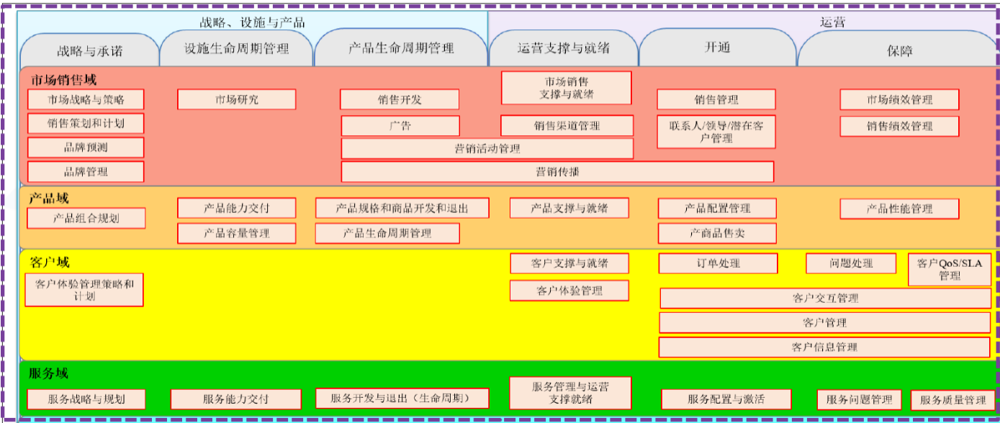 战略、设施与产品
运营
战略与承诺
设施生命周期管理
产品生命周期管理
运营支撑与就绪
开通
保障
市场销售域
市场战略与策略
市场研究
销售开发
市场销售
支撑与就绪
销售管理
市场绩效管理
销售策划和计划
广告
销售渠道管理
联系人/领导/潜在客
户管理
销售绩效管理
品牌预测
营销活动管理
品牌管理
营销传播
产品域
产品组合规划
产品能力交付
产品规格和商品开发和退出
产品支撑与就绪
产品配置管理
产品性能管理
产品容量管理
产品生命周期管理
产商品售卖
客户域
客户体验管理策略和
计划
客户支撑与就绪
订单处理
问题处理
客户QoS/SLA
管理
客户体验管理
客户交互管理
客户管理
客户信息管理
服务域
服务战略与规划
服务能力交付
服务开发与退出（生命周期）
服务管理与运营
支撑就绪
服务配置与激活
服务问题管理
服务质量管理